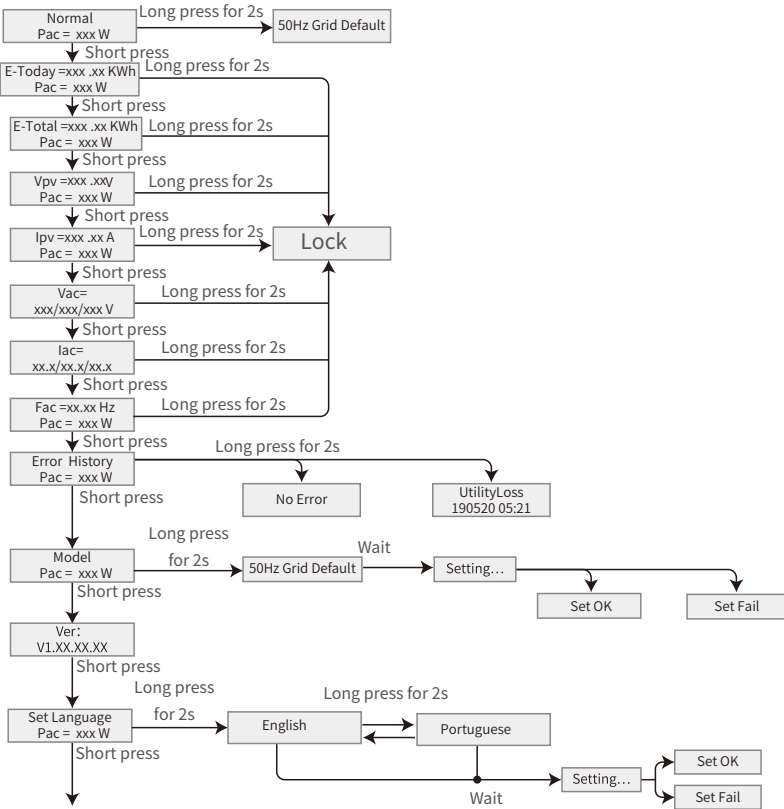 Normal
Pac = xxx W
Long press for 2s
50Hz Grid Default
Short press
E-Today =xxx .xx KWh
Pac = xxx W
Long press for 2s
Short press
E-Total =xxx .xx KWh
Pac = xxx W
Long press for 2s
Short press
Vpv =xxx .xxV
Pac = xxx W
Long press for 2s
Short press
Ipv =xxx .xx A
Pac = xxx W
Long press for 2s
Lock
Short press
Vac=
xxx/xxx/xxx V
Long press for 2s
Short press
Iac=
xx.x/xx.x/xx.x
Long press for 2s
Short press
Fac =xx.xx Hz
Pac = xxx W
Long press for 2s
Short press
Error History
Pac = xxx W
Long press for 2s
No Error
UtilityLoss
190520 05:21
Short press
Model
Pac = xxx W
Long press
for 2s
50Hz Grid Default
Wait
Setting...
Set OK
Set Fail
Short press
Ver:
V1.XX.XX.XX
Short press
Set Language
Pac = xxx W
Long press
for 2s
English
Long press for 2s
Portuguese
Short press
Wait
Setting...
Set OK
Set Fail